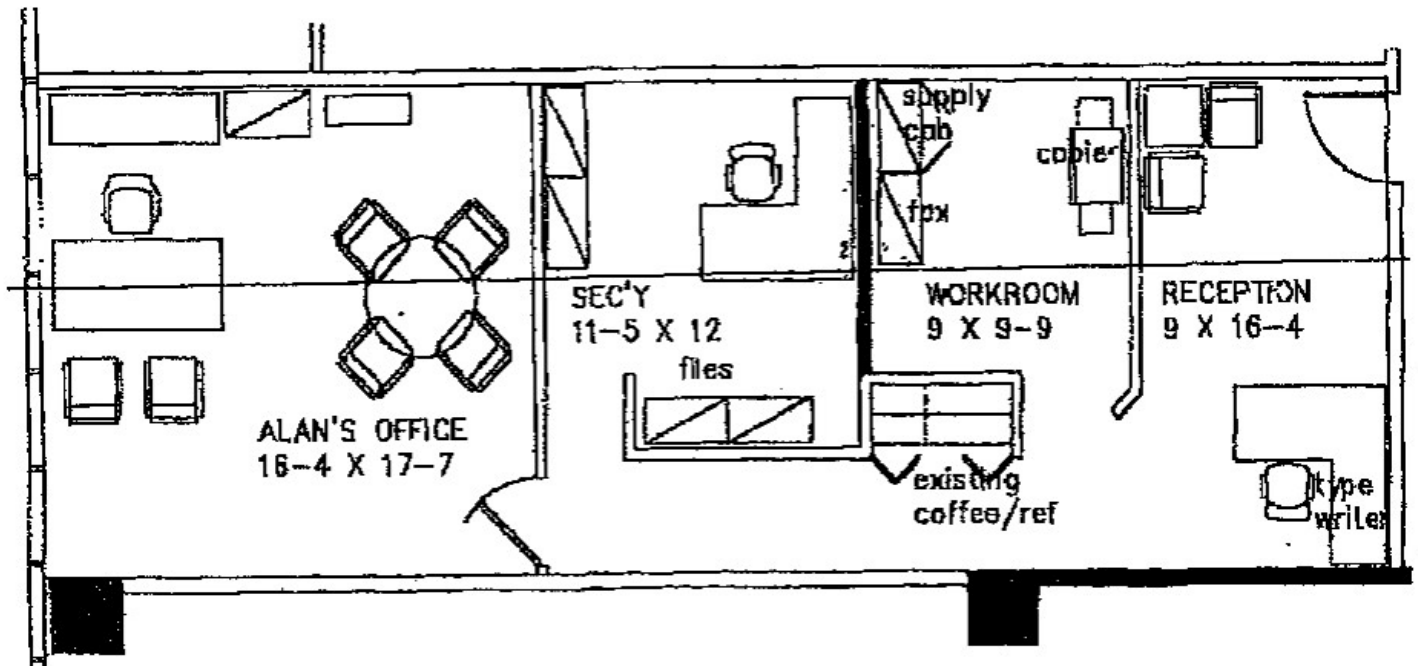 supply
cab
copier
fax
SEC'Y
11-5 X 12
files
WORKROOM
9 X 9-9
RECEPTION
9 X 16-4
ALAN'S OFFICE
16-4 X 17-7
existing
coffee/ref
type
writer